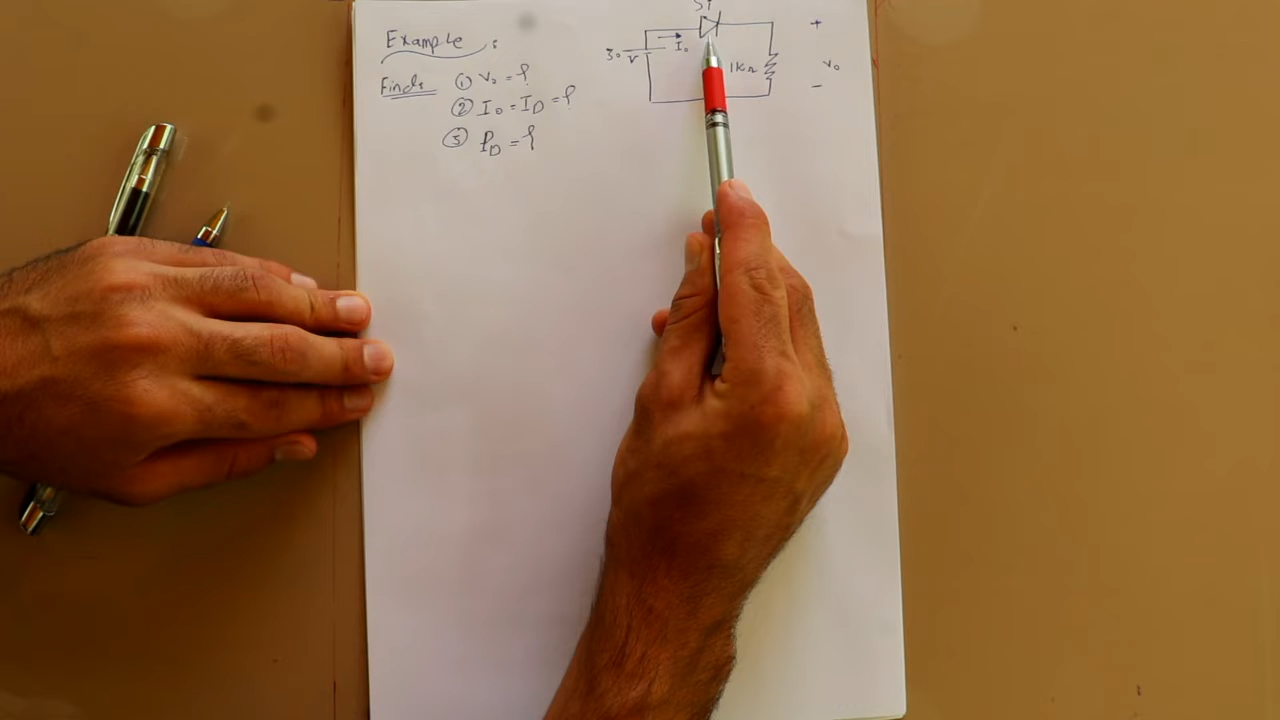 Example :
Find:
① V₀ = ?
② I₀ = I_D = ?
③ P_D = ?
Si
30 V
I₀
1KΩ
+
V₀
-